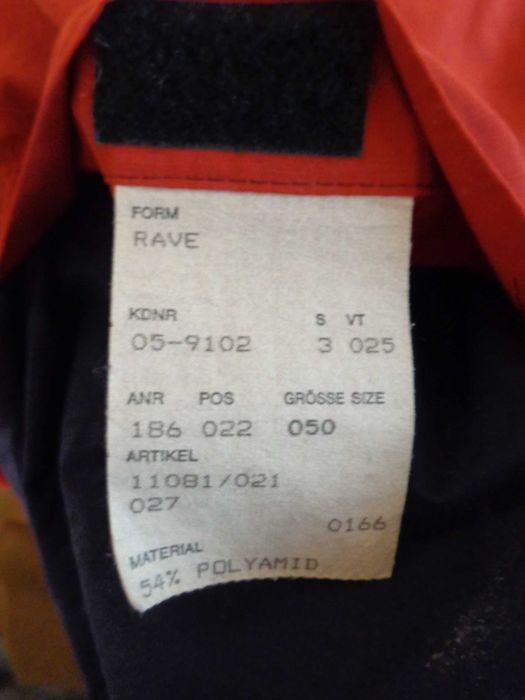 FORM
RAVE
KDNR S VT
05-9102 3 025
ANR POS GRÖSSE SIZE
186 022 050
ARTIKEL
11081/021
027
0166
MATERIAL
54% POLYAMID